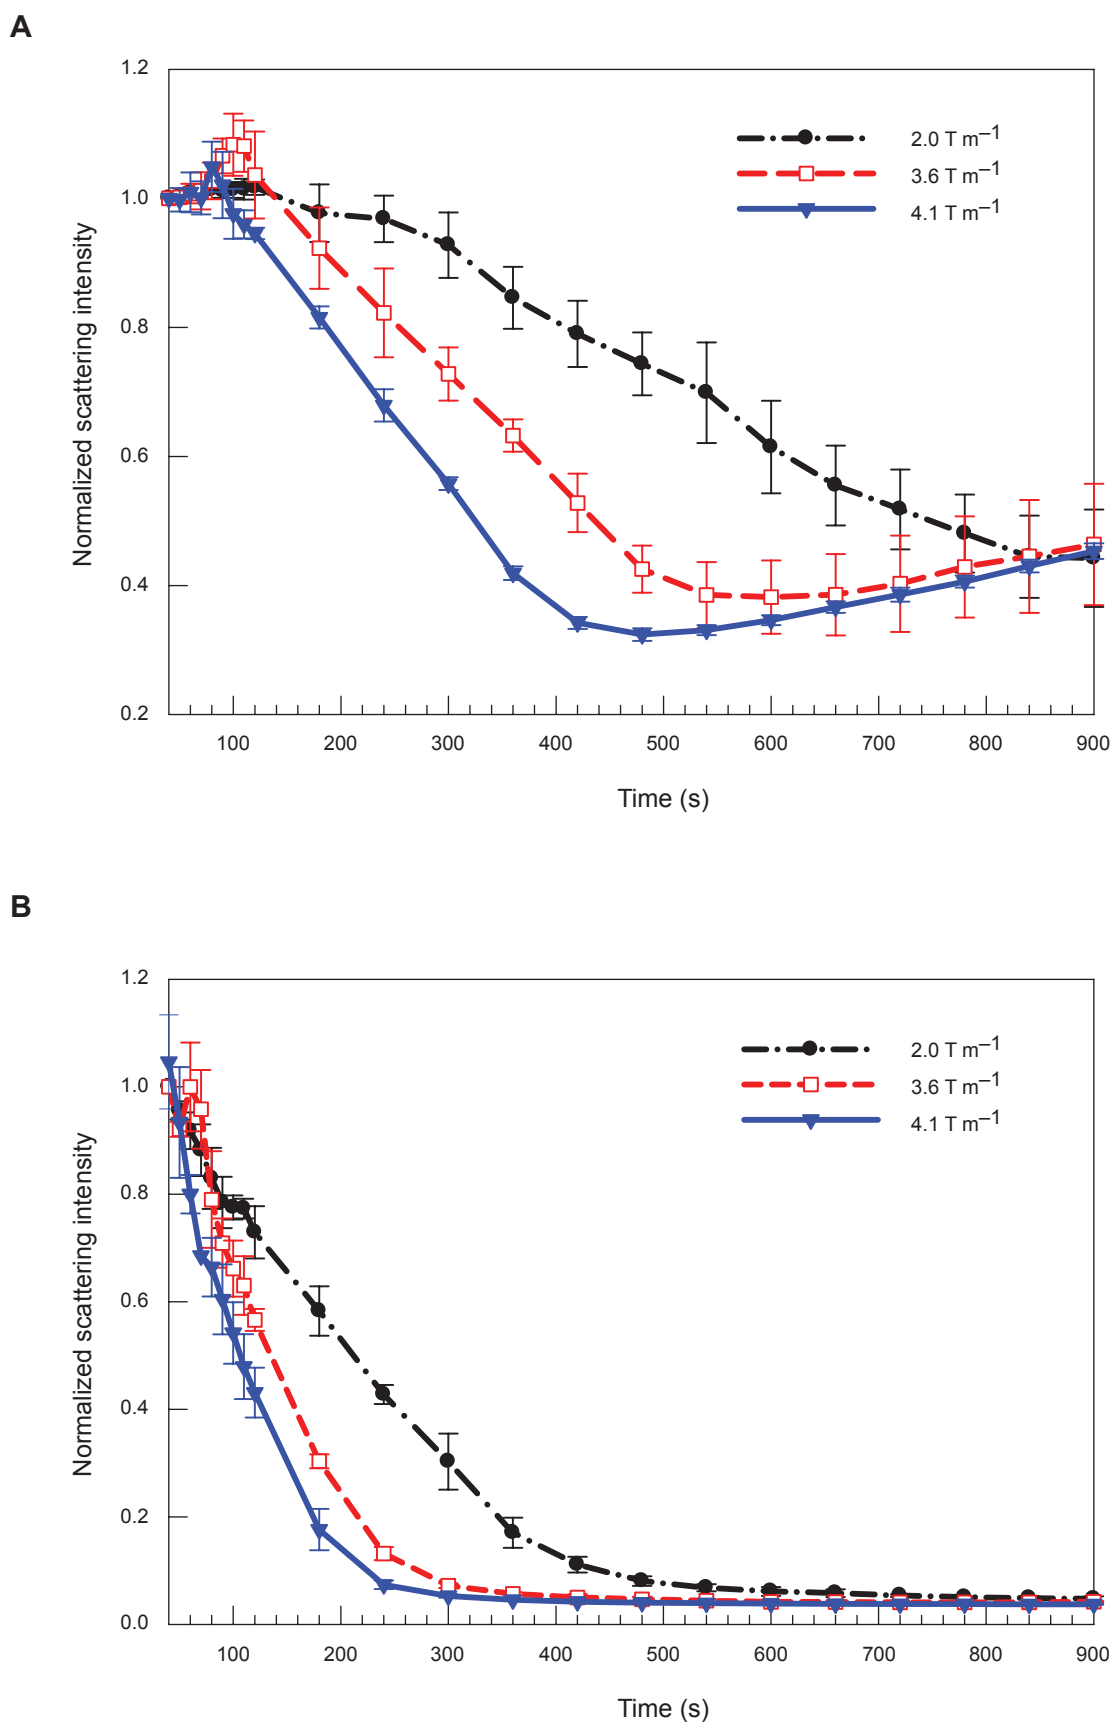 A
1.2
1.0
0.8
0.6
0.4
0.2
Normalized scattering intensity
2.0 T m⁻¹
3.6 T m⁻¹
4.1 T m⁻¹
100 200 300 400 500 600 700 800 900
Time (s)
B
1.2
1.0
0.8
0.6
0.4
0.2
0.0
Normalized scattering intensity
2.0 T m⁻¹
3.6 T m⁻¹
4.1 T m⁻¹
100 200 300 400 500 600 700 800 900
Time (s)